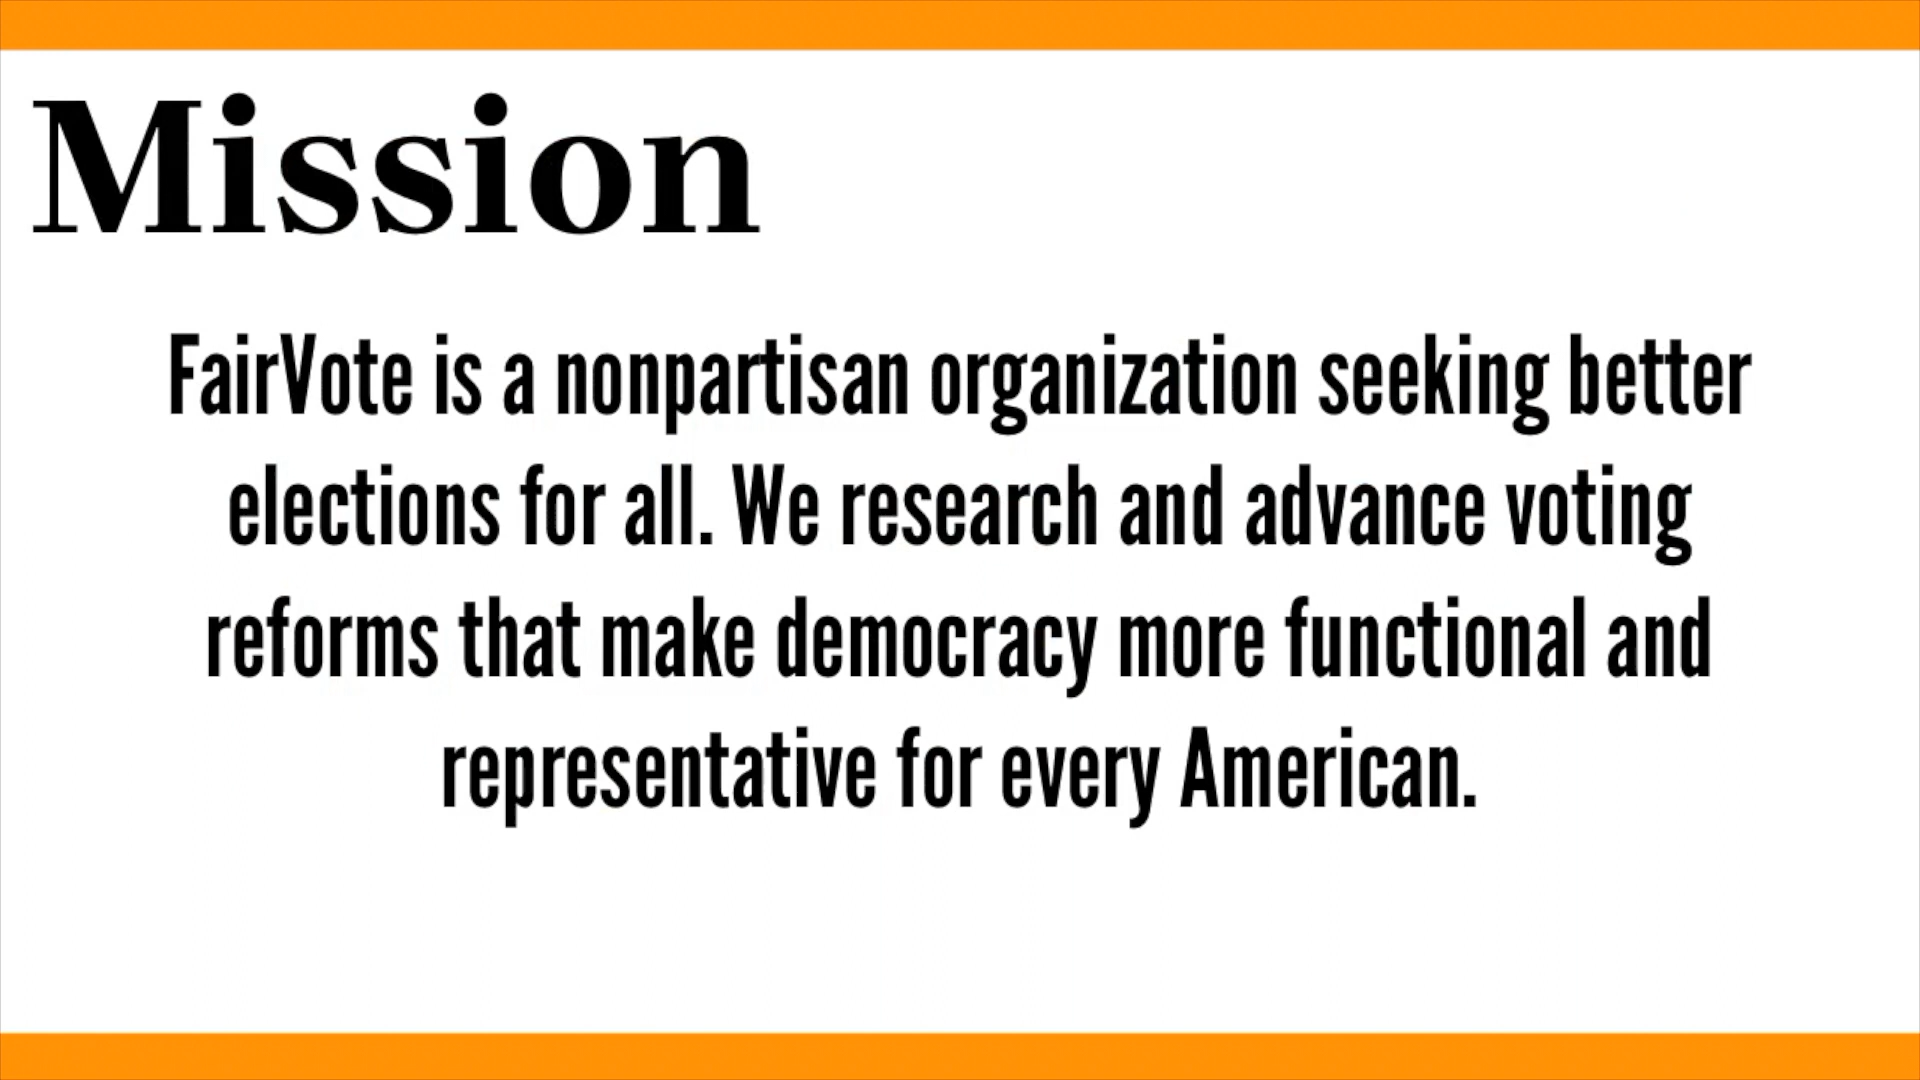 Mission
FairVote is a nonpartisan organization seeking better
elections for all. We research and advance voting
reforms that make democracy more functional and
representative for every American.